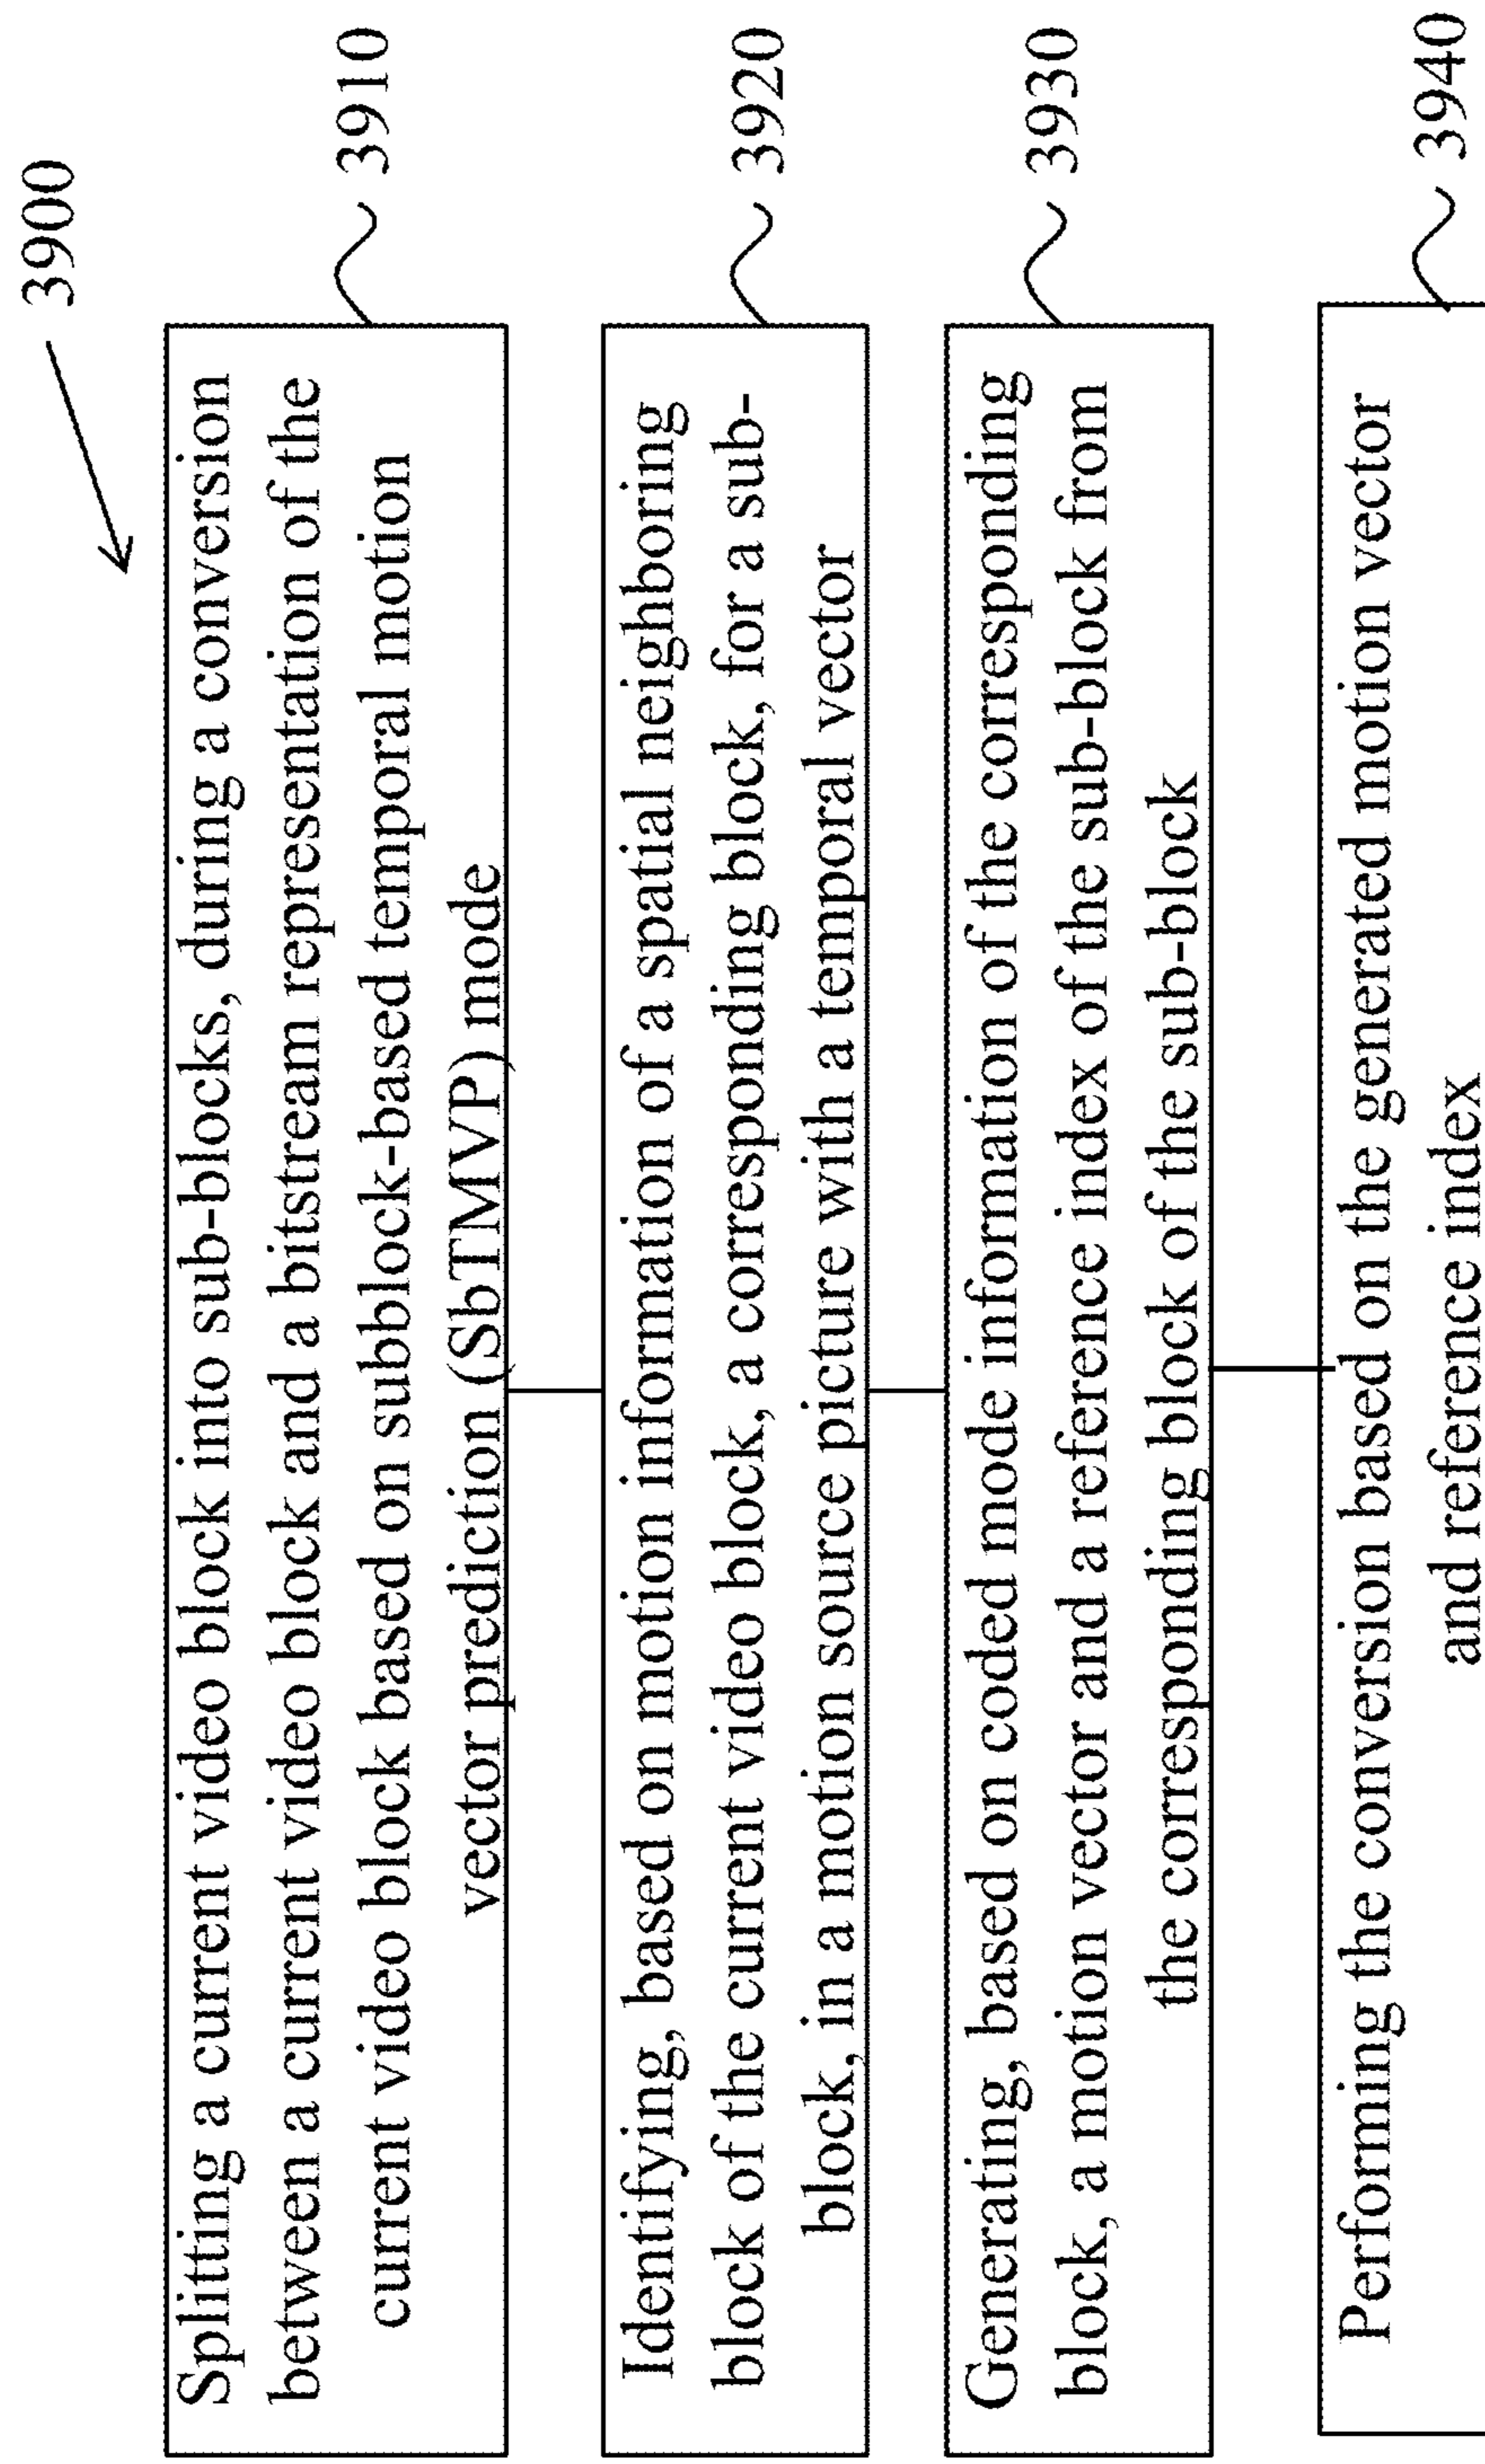 3900
Splitting a current video block into sub-blocks, during a conversion
between a current video block and a bitstream representation of the
current video block based on subblock-based temporal motion
vector prediction (SbTMVP) mode
3910
Identifying, based on motion information of a spatial neighboring
block of the current video block, a corresponding block, for a sub-
block, in a motion source picture with a temporal vector
3920
Generating, based on coded mode information of the corresponding
block, a motion vector and a reference index of the sub-block from
the corresponding block of the sub-block
3930
Performing the conversion based on the generated motion vector
and reference index
3940